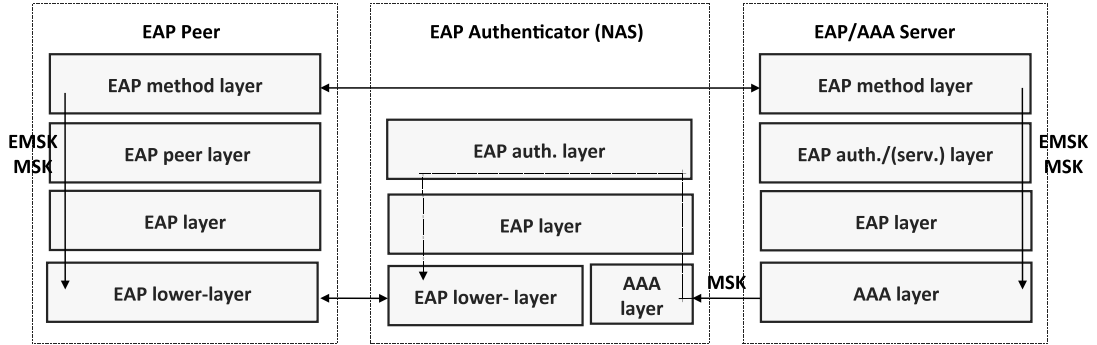 EAP Peer
EAP method layer
EMSK
MSK
EAP peer layer
EAP layer
EAP lower-layer
EAP Authenticator (NAS)
EAP auth. layer
EAP layer
EAP lower- layer
AAA
layer
MSK
EAP/AAA Server
EAP method layer
EAP auth./(serv.) layer
EMSK
MSK
EAP layer
AAA layer